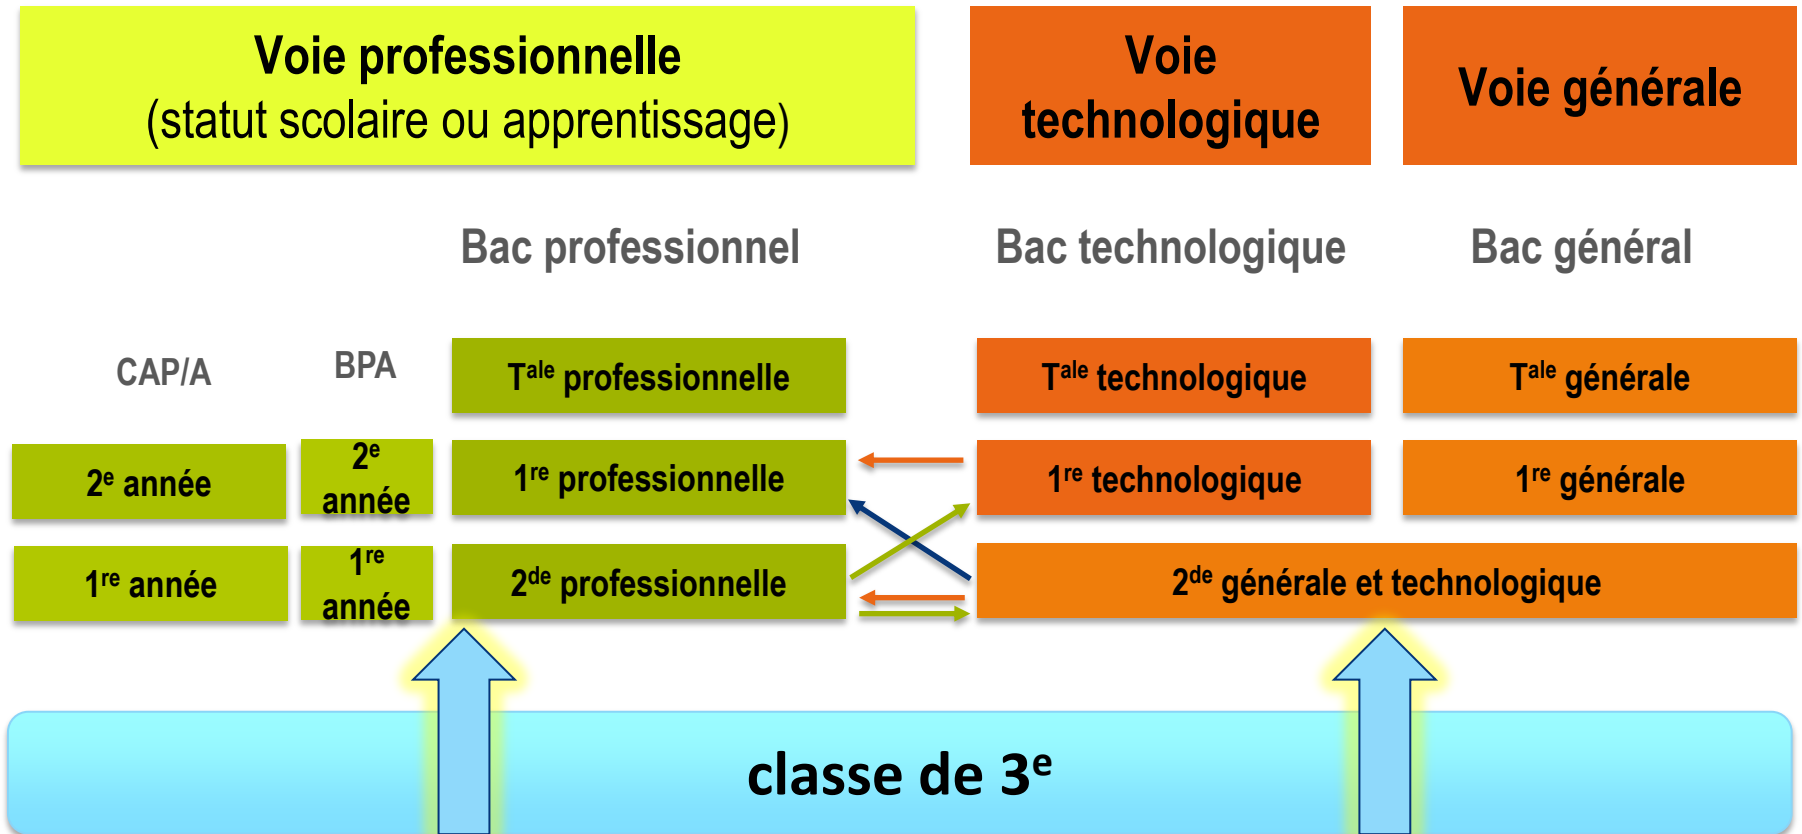 Voie professionnelle
(statut scolaire ou apprentissage)
Voie
technologique
Voie générale
Bac professionnel
Bac technologique
Bac général
CAP/A
BPA
Tale professionnelle
Tale technologique
Tale générale
2e année
2e
année
1re professionnelle
1re technologique
1re générale
1re année
1re
année
2de professionnelle
2de générale et technologique
classe de 3e